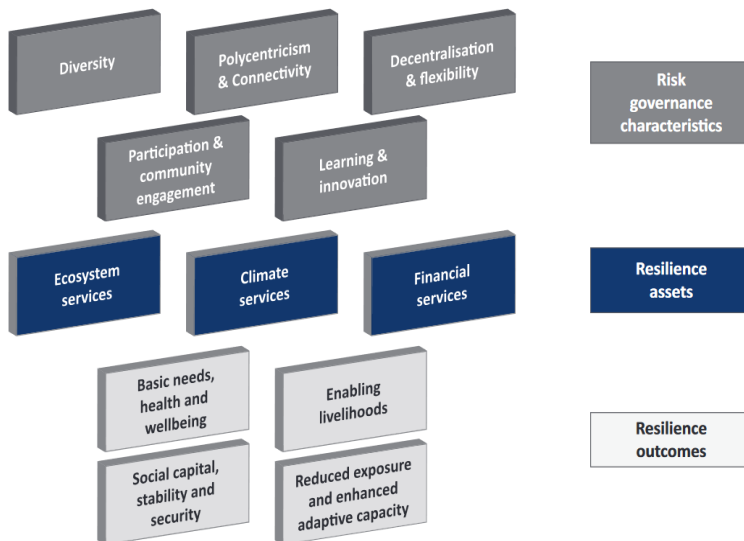 Diversity
Polycentricism
& Connectivity
Decentralisation
& flexibility
Risk
governance
characteristics
Participation &
community
engagement
Learning &
innovation
Ecosystem
services
Climate
services
Financial
services
Resilience
assets
Basic needs,
health and
wellbeing
Enabling
livelihoods
Resilience
outcomes
Social capital,
stability and
security
Reduced exposure
and enhanced
adaptive capacity